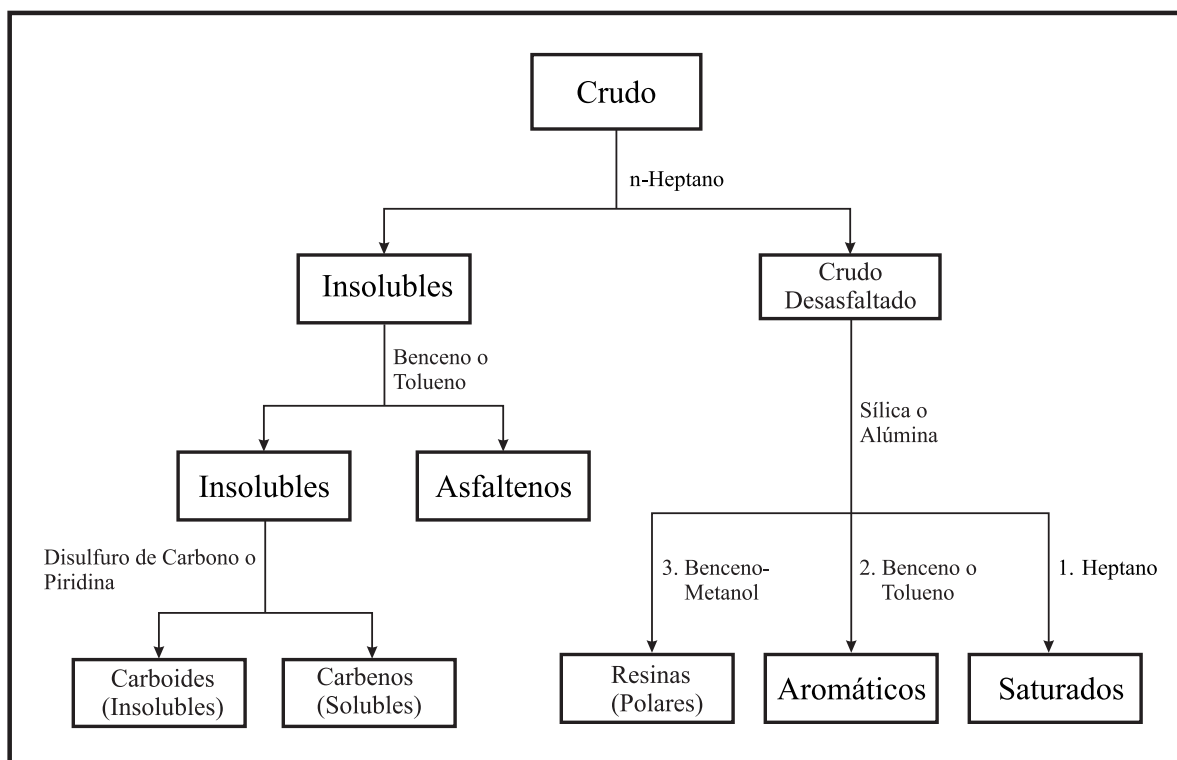 Crudo
n-Heptano
Insolubles
Crudo
Desasfaltado
Benceno o
Tolueno
Sílica o
Alúmina
Insolubles
Asfaltenos
Disulfuro de Carbono o
Piridina
3. Benceno-
Metanol
2. Benceno o
Tolueno
1. Heptano
Carboides
(Insolubles)
Carbenos
(Solubles)
Resinas
(Polares)
Aromáticos
Saturados